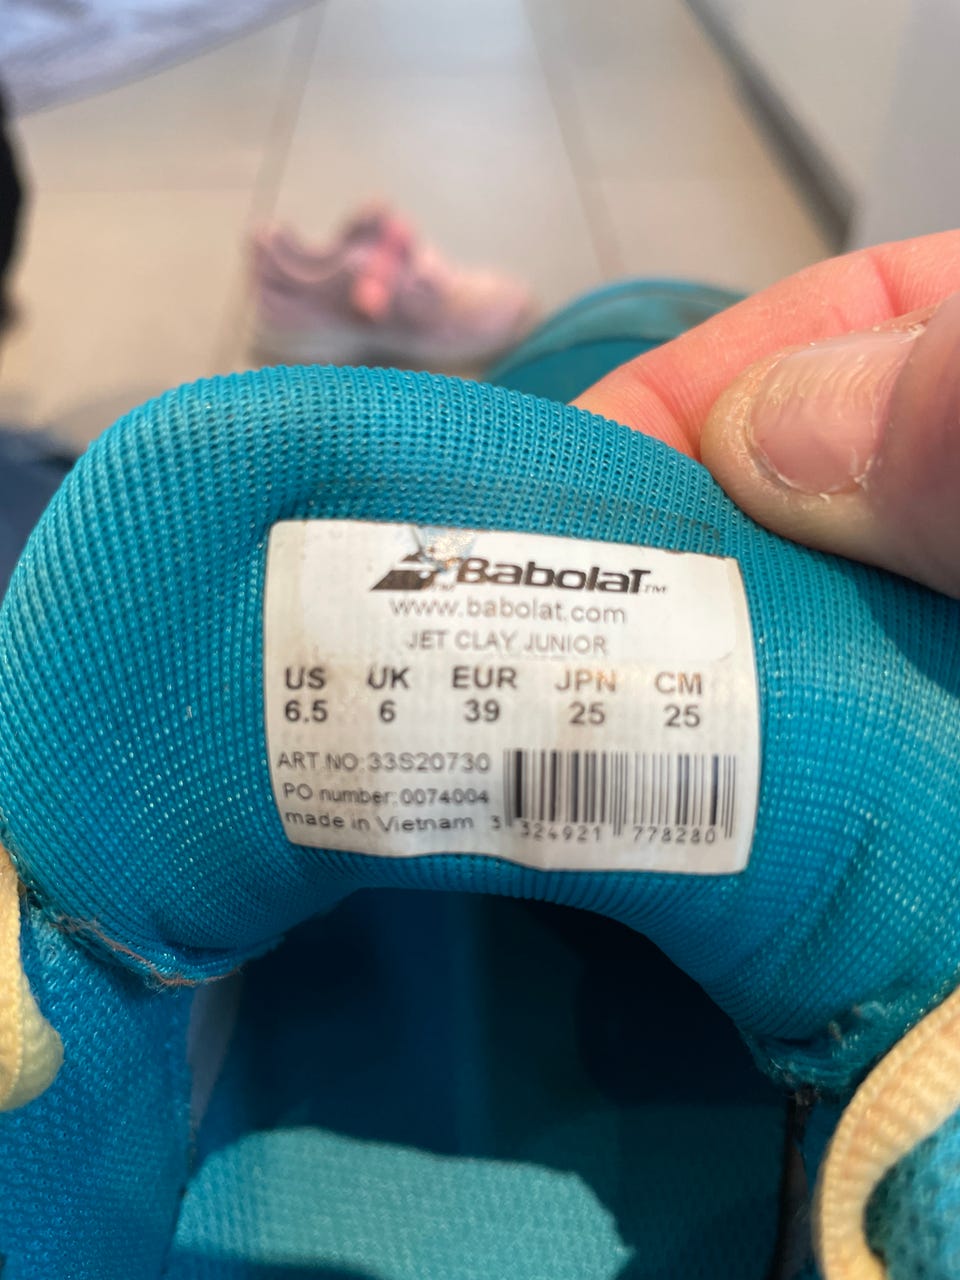 BabolaT™
www.babolat.com
JET CLAY JUNIOR
US UK EUR JPN CM
6.5 6 39 25 25
ART NO: 33S20730
PO number: 0074004
made in Vietnam 3 324921 778280